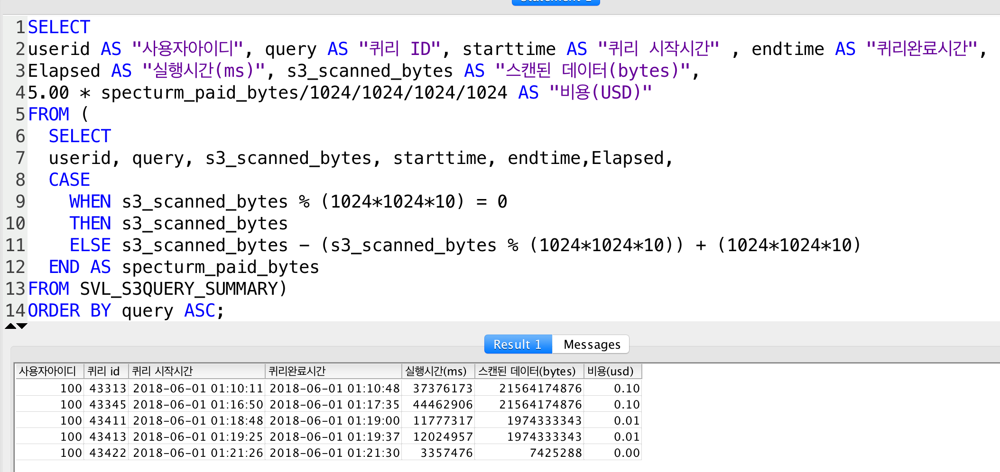 Statement 1
1 SELECT
2 userid AS "사용자아이디", query AS "퀴리 ID", starttime AS "퀴리 시작시간" , endtime AS "퀴리완료시간",
3 Elapsed AS "실행시간(ms)", s3_scanned_bytes AS "스캔된 데이터(bytes)",
4 5.00 * specturm_paid_bytes/1024/1024/1024/1024 AS "비용(USD)"
5 FROM (
6 SELECT
7 userid, query, s3_scanned_bytes, starttime, endtime,Elapsed,
8 CASE
9 WHEN s3_scanned_bytes % (1024*1024*10) = 0
10 THEN s3_scanned_bytes
11 ELSE s3_scanned_bytes - (s3_scanned_bytes % (1024*1024*10)) + (1024*1024*10)
12 END AS specturm_paid_bytes
13 FROM SVL_S3QUERY_SUMMARY)
14 ORDER BY query ASC;
Result 1 Messages
사용자아이디 퀴리 id 퀴리 시작시간 퀴리완료시간 실행시간(ms) 스캔된 데이터(bytes) 비용(usd)
100 43313 2018-06-01 01:10:11 2018-06-01 01:10:48 37376173 21564174876 0.10
100 43345 2018-06-01 01:16:50 2018-06-01 01:17:35 44462906 21564174876 0.10
100 43411 2018-06-01 01:18:48 2018-06-01 01:19:00 11777317 1974333343 0.01
100 43413 2018-06-01 01:19:25 2018-06-01 01:19:37 12024957 1974333343 0.01
100 43422 2018-06-01 01:21:26 2018-06-01 01:21:30 3357476 7425288 0.00